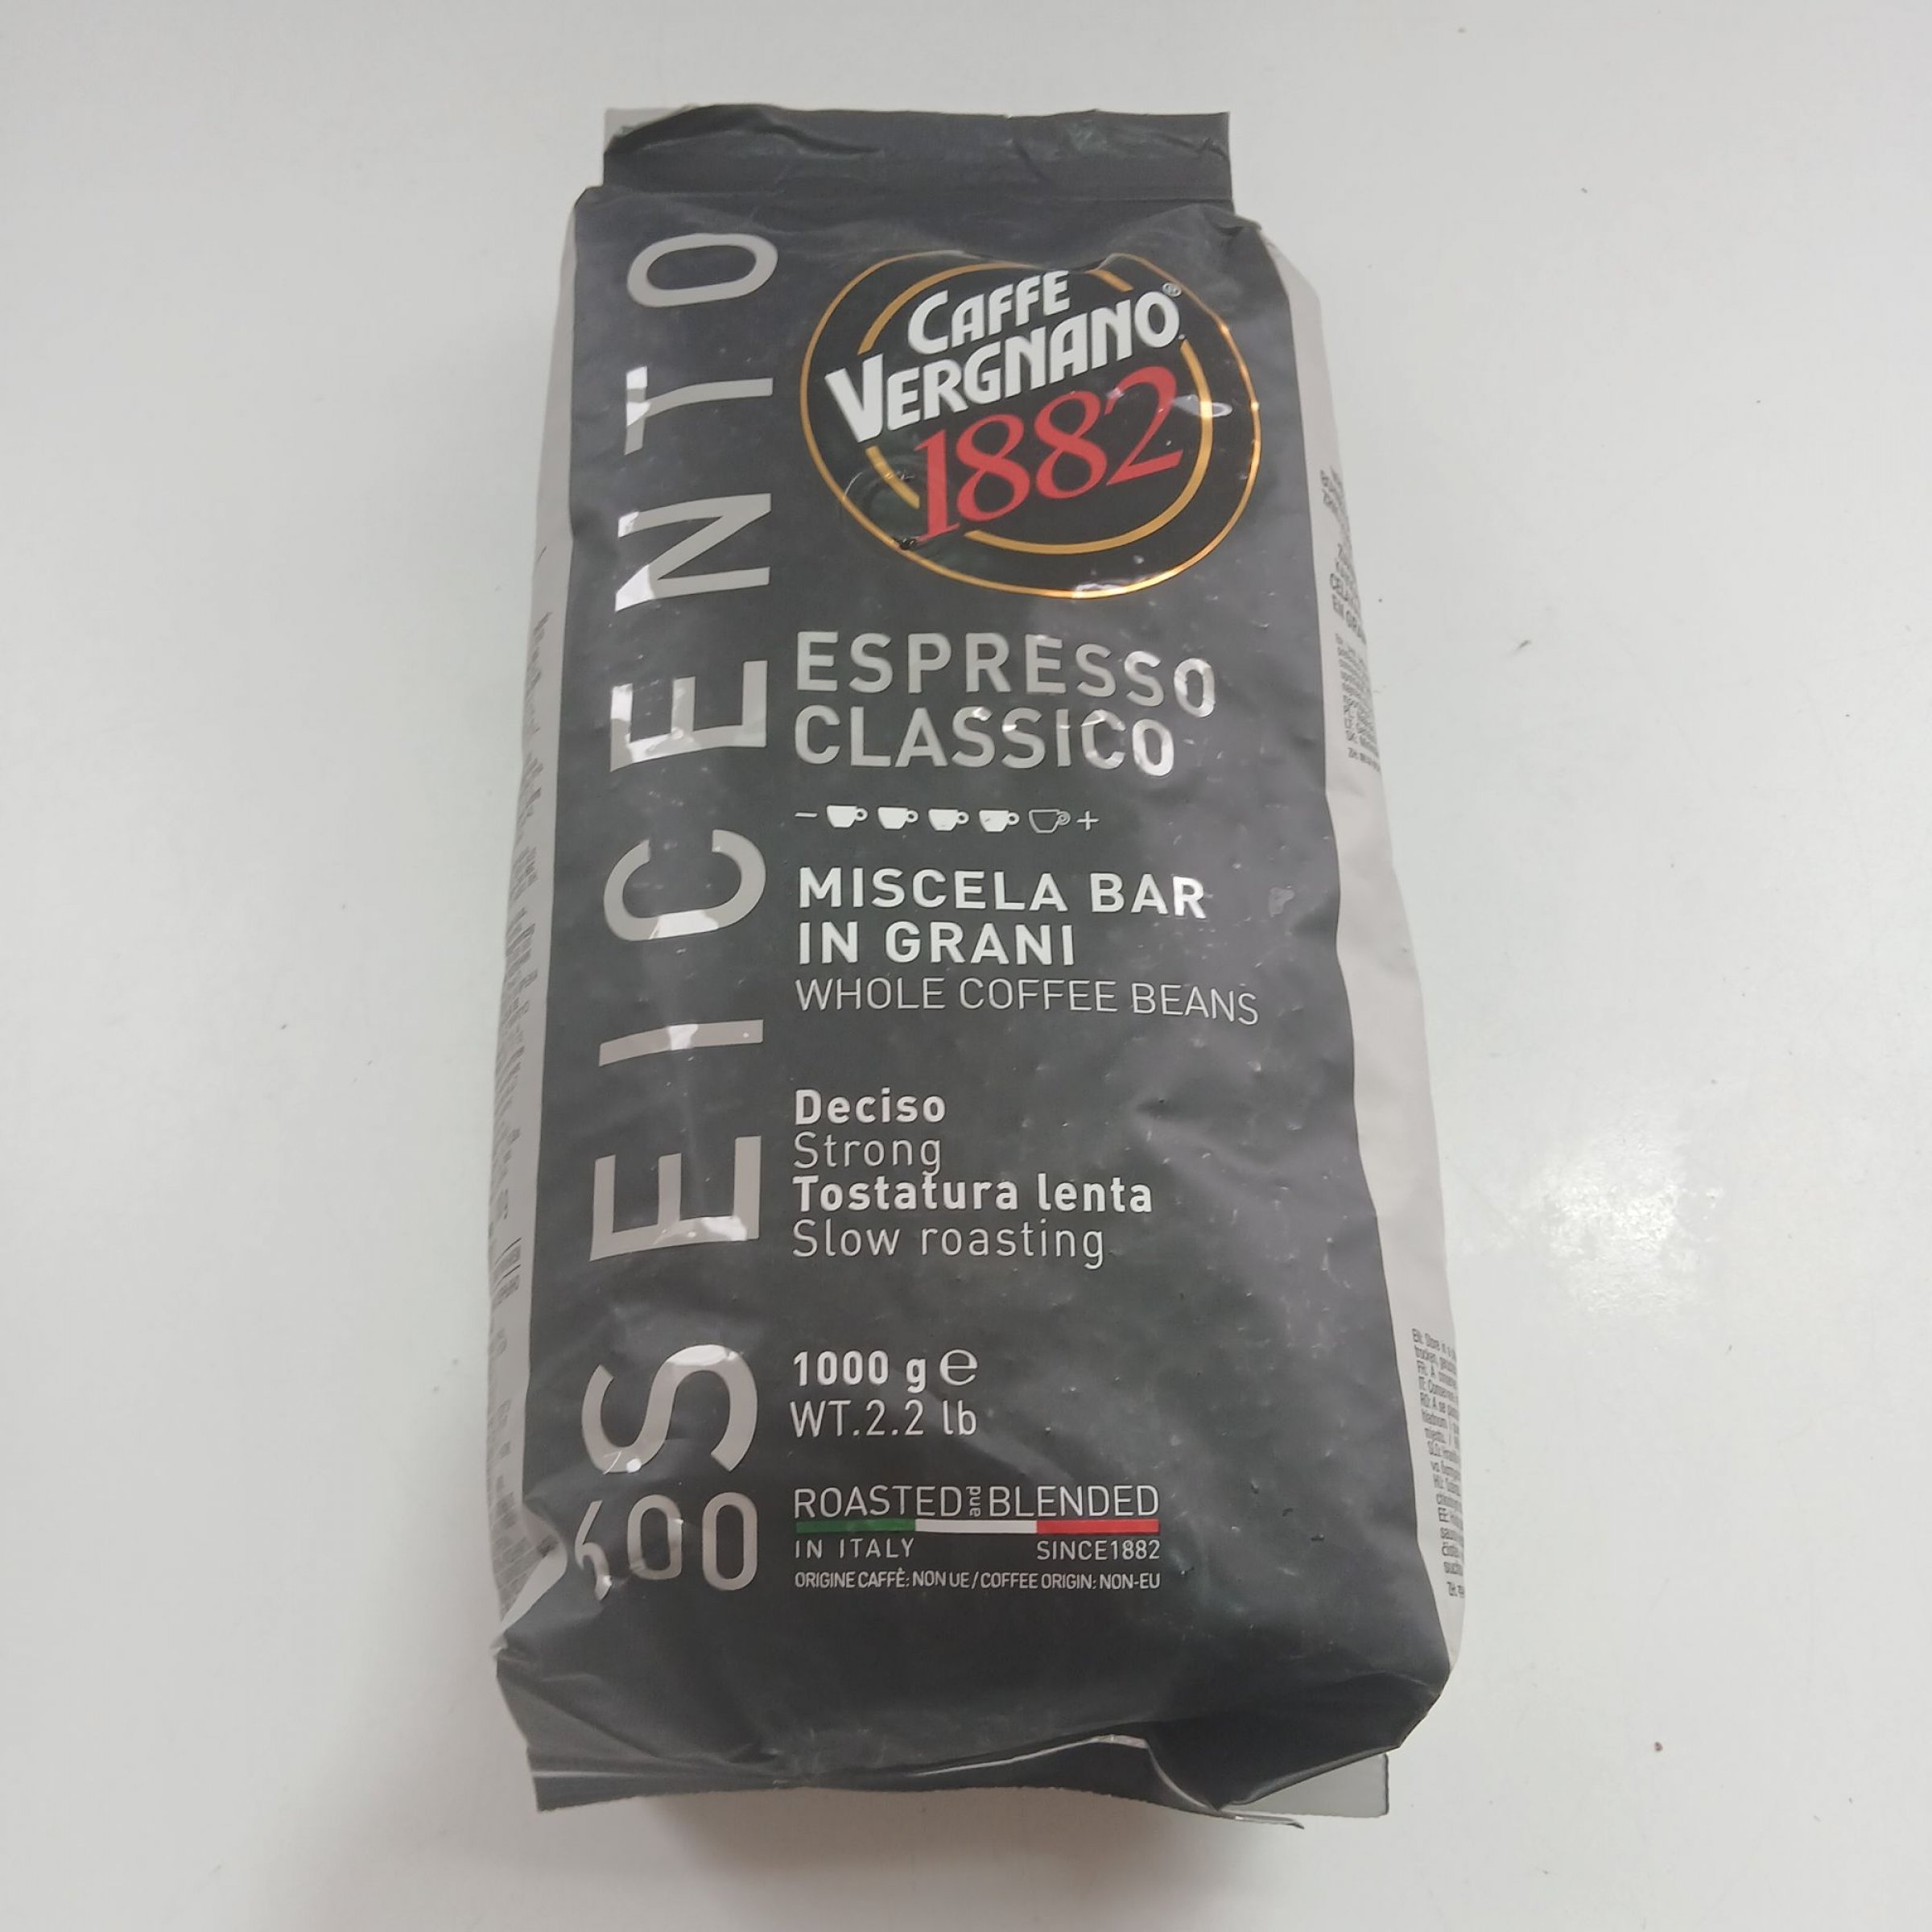 CAFFÈ
VERGNANO®
1882
SEICENTO
600
ESPRESSO
CLASSICO
- +
MISCELA BAR
IN GRANI
WHOLE COFFEE BEANS
Deciso
Strong
Tostatura lenta
Slow roasting
1000 g ℮
WT.2.2 lb
ROASTED and BLENDED
IN ITALY SINCE1882
ORIGINE CAFFÈ: NON UE / COFFEE ORIGIN: NON-EU